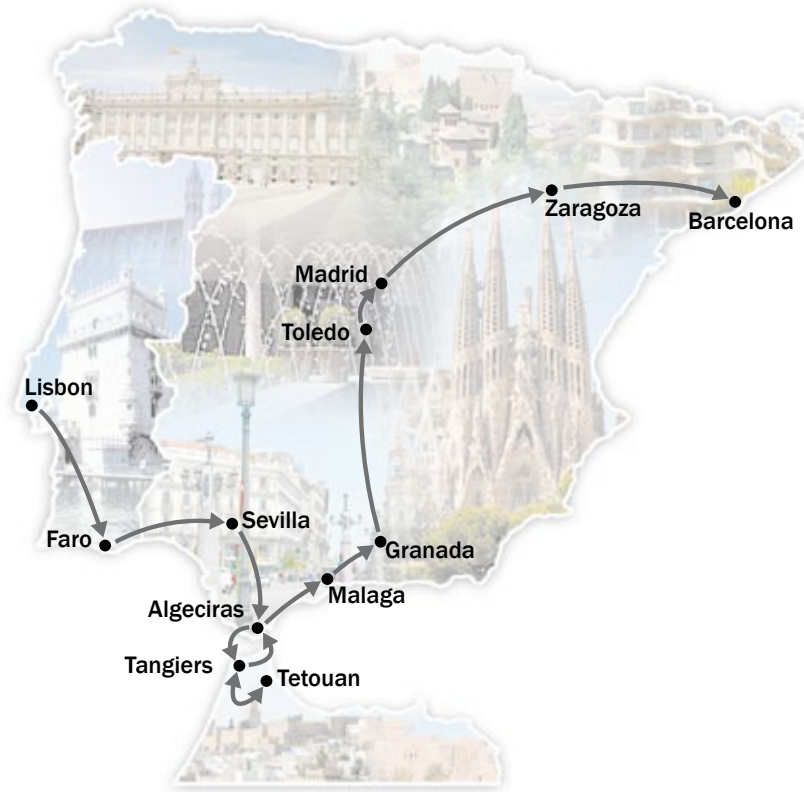 Zaragoza
Barcelona
Madrid
Toledo
Lisbon
Sevilla
Faro
Granada
Malaga
Algeciras
Tangiers
Tetouan